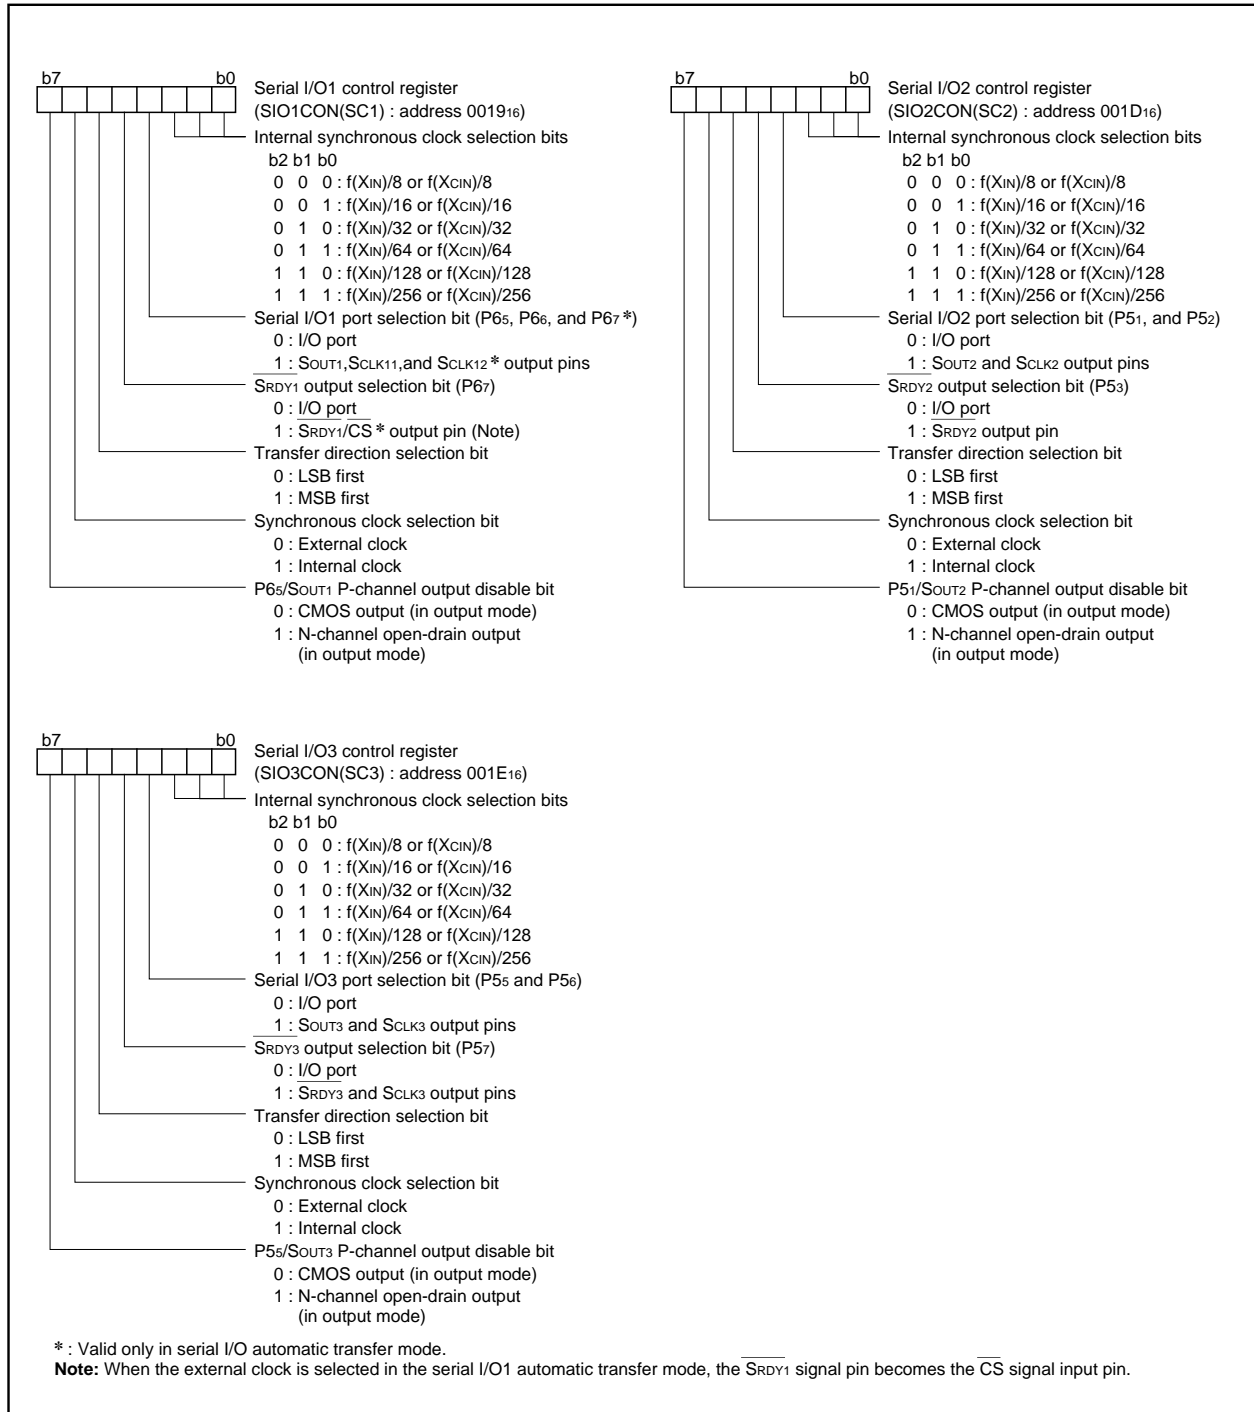 b7 b0
Serial I/O1 control register
(SIO1CON(SC1) : address 001916)
Internal synchronous clock selection bits
b2 b1 b0
0 0 0 : f(XIN)/8 or f(XCIN)/8
0 0 1 : f(XIN)/16 or f(XCIN)/16
0 1 0 : f(XIN)/32 or f(XCIN)/32
0 1 1 : f(XIN)/64 or f(XCIN)/64
1 1 0 : f(XIN)/128 or f(XCIN)/128
1 1 1 : f(XIN)/256 or f(XCIN)/256
Serial I/O1 port selection bit (P65, P66, and P67 *)
0 : I/O port
1 : SOUT1,SCLK11,and SCLK12 * output pins
SRDY1 output selection bit (P67)
0 : I/O port
1 : SRDY1/CS * output pin (Note)
Transfer direction selection bit
0 : LSB first
1 : MSB first
Synchronous clock selection bit
0 : External clock
1 : Internal clock
P65/SOUT1 P-channel output disable bit
0 : CMOS output (in output mode)
1 : N-channel open-drain output
(in output mode)
b7 b0
Serial I/O2 control register
(SIO2CON(SC2) : address 001D16)
Internal synchronous clock selection bits
b2 b1 b0
0 0 0 : f(XIN)/8 or f(XCIN)/8
0 0 1 : f(XIN)/16 or f(XCIN)/16
0 1 0 : f(XIN)/32 or f(XCIN)/32
0 1 1 : f(XIN)/64 or f(XCIN)/64
1 1 0 : f(XIN)/128 or f(XCIN)/128
1 1 1 : f(XIN)/256 or f(XCIN)/256
Serial I/O2 port selection bit (P51, and P52)
0 : I/O port
1 : SOUT2 and SCLK2 output pins
SRDY2 output selection bit (P53)
0 : I/O port
1 : SRDY2 output pin
Transfer direction selection bit
0 : LSB first
1 : MSB first
Synchronous clock selection bit
0 : External clock
1 : Internal clock
P51/SOUT2 P-channel output disable bit
0 : CMOS output (in output mode)
1 : N-channel open-drain output
(in output mode)
b7 b0
Serial I/O3 control register
(SIO3CON(SC3) : address 001E16)
Internal synchronous clock selection bits
b2 b1 b0
0 0 0 : f(XIN)/8 or f(XCIN)/8
0 0 1 : f(XIN)/16 or f(XCIN)/16
0 1 0 : f(XIN)/32 or f(XCIN)/32
0 1 1 : f(XIN)/64 or f(XCIN)/64
1 1 0 : f(XIN)/128 or f(XCIN)/128
1 1 1 : f(XIN)/256 or f(XCIN)/256
Serial I/O3 port selection bit (P55 and P56)
0 : I/O port
1 : SOUT3 and SCLK3 output pins
SRDY3 output selection bit (P57)
0 : I/O port
1 : SRDY3 and SCLK3 output pins
Transfer direction selection bit
0 : LSB first
1 : MSB first
Synchronous clock selection bit
0 : External clock
1 : Internal clock
P55/SOUT3 P-channel output disable bit
0 : CMOS output (in output mode)
1 : N-channel open-drain output
(in output mode)
* : Valid only in serial I/O automatic transfer mode.
Note: When the external clock is selected in the serial I/O1 automatic transfer mode, the SRDY1 signal pin becomes the CS signal input pin.